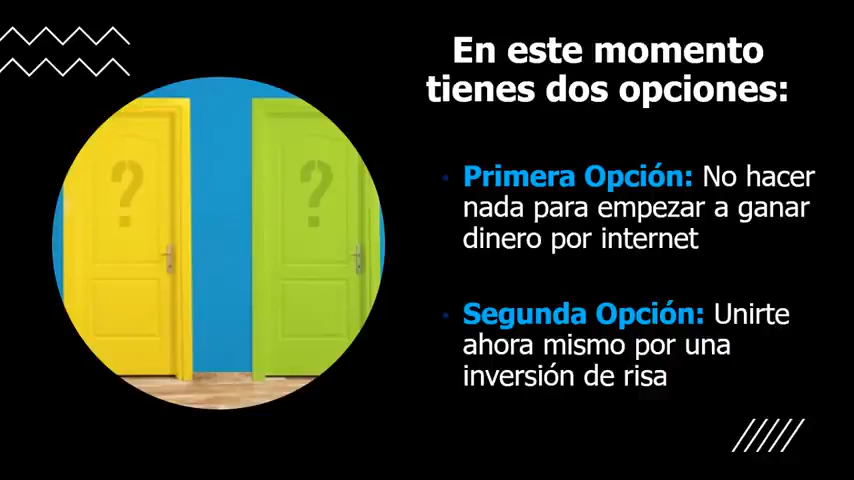 En este momento
tienes dos opciones:
? ?
Primera Opción: No hacer
nada para empezar a ganar
dinero por internet
Segunda Opción: Unirte
ahora mismo por una
inversión de risa